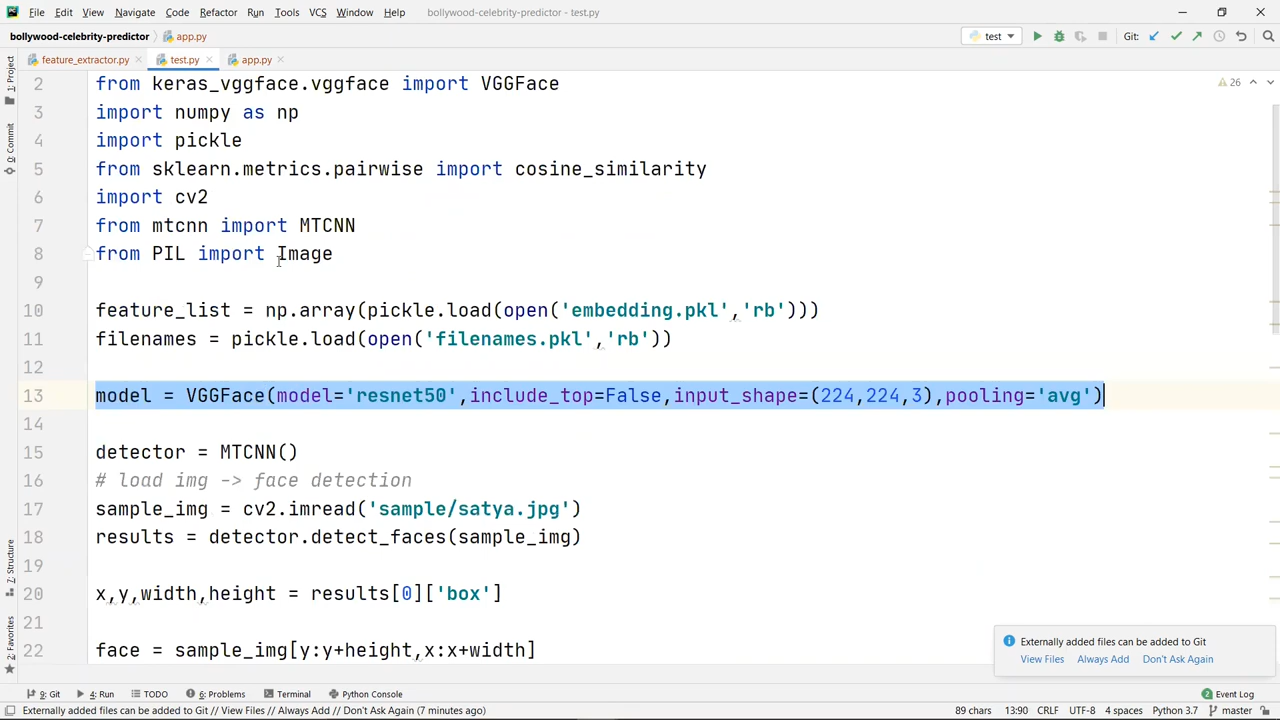 File Edit View Navigate Code Refactor Run Tools VCS Window Help bollywood-celebrity-predictor - test.py
bollywood-celebrity-predictor app.py test Git:
feature_extractor.py test.py app.py
1: Project
0: Commit
7: Structure
2: Favorites
26
2 from keras_vggface.vggface import VGGFace
3 import numpy as np
4 import pickle
5 from sklearn.metrics.pairwise import cosine_similarity
6 import cv2
7 from mtcnn import MTCNN
8 from PIL import Image
9
10 feature_list = np.array(pickle.load(open('embedding.pkl','rb')))
11 filenames = pickle.load(open('filenames.pkl','rb'))
12
13 model = VGGFace(model='resnet50',include_top=False,input_shape=(224,224,3),pooling='avg')
14
15 detector = MTCNN()
16 # load img -> face detection
17 sample_img = cv2.imread('sample/satya.jpg')
18 results = detector.detect_faces(sample_img)
19
20 x,y,width,height = results[0]['box']
21
22 face = sample_img[y:y+height,x:x+width]
Externally added files can be added to Git
View Files Always Add Don't Ask Again
9: Git 4: Run TODO 6: Problems Terminal Python Console 2 Event Log
Externally added files can be added to Git // View Files // Always Add // Don't Ask Again (7 minutes ago) 89 chars 13:90 CRLF UTF-8 4 spaces Python 3.7 master